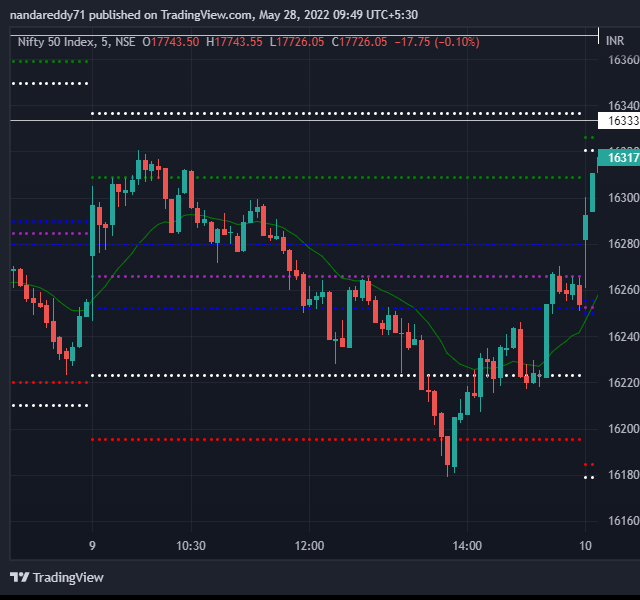 nandareddy71 published on TradingView.com, May 28, 2022 09:49 UTC+5:30
Nifty 50 Index, 5, NSE O17743.50 H17743.55 L17726.05 C17726.05 −17.75 (−0.10%)
INR
16360
16340
16333
16317
16300
16280
16260
16240
16220
16200
16180
16160
9 10:30 12:00 14:00 10
TradingView